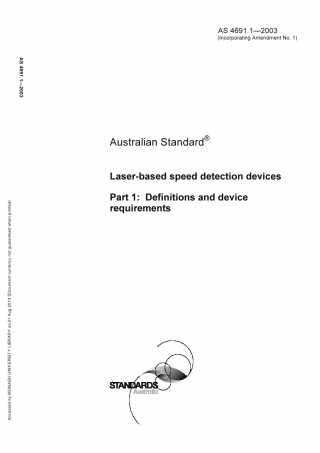 AS 4691.1—2003
(Incorporating Amendment No. 1)
AS 4691.1—2003
Australian Standard®
Laser-based speed detection devices
Part 1: Definitions and device
requirements
Accessed by MONASH UNIVERSITY LIBRARY on 21 Aug 2013 (Document currency not guaranteed when printed)
STANDARDS
Australia